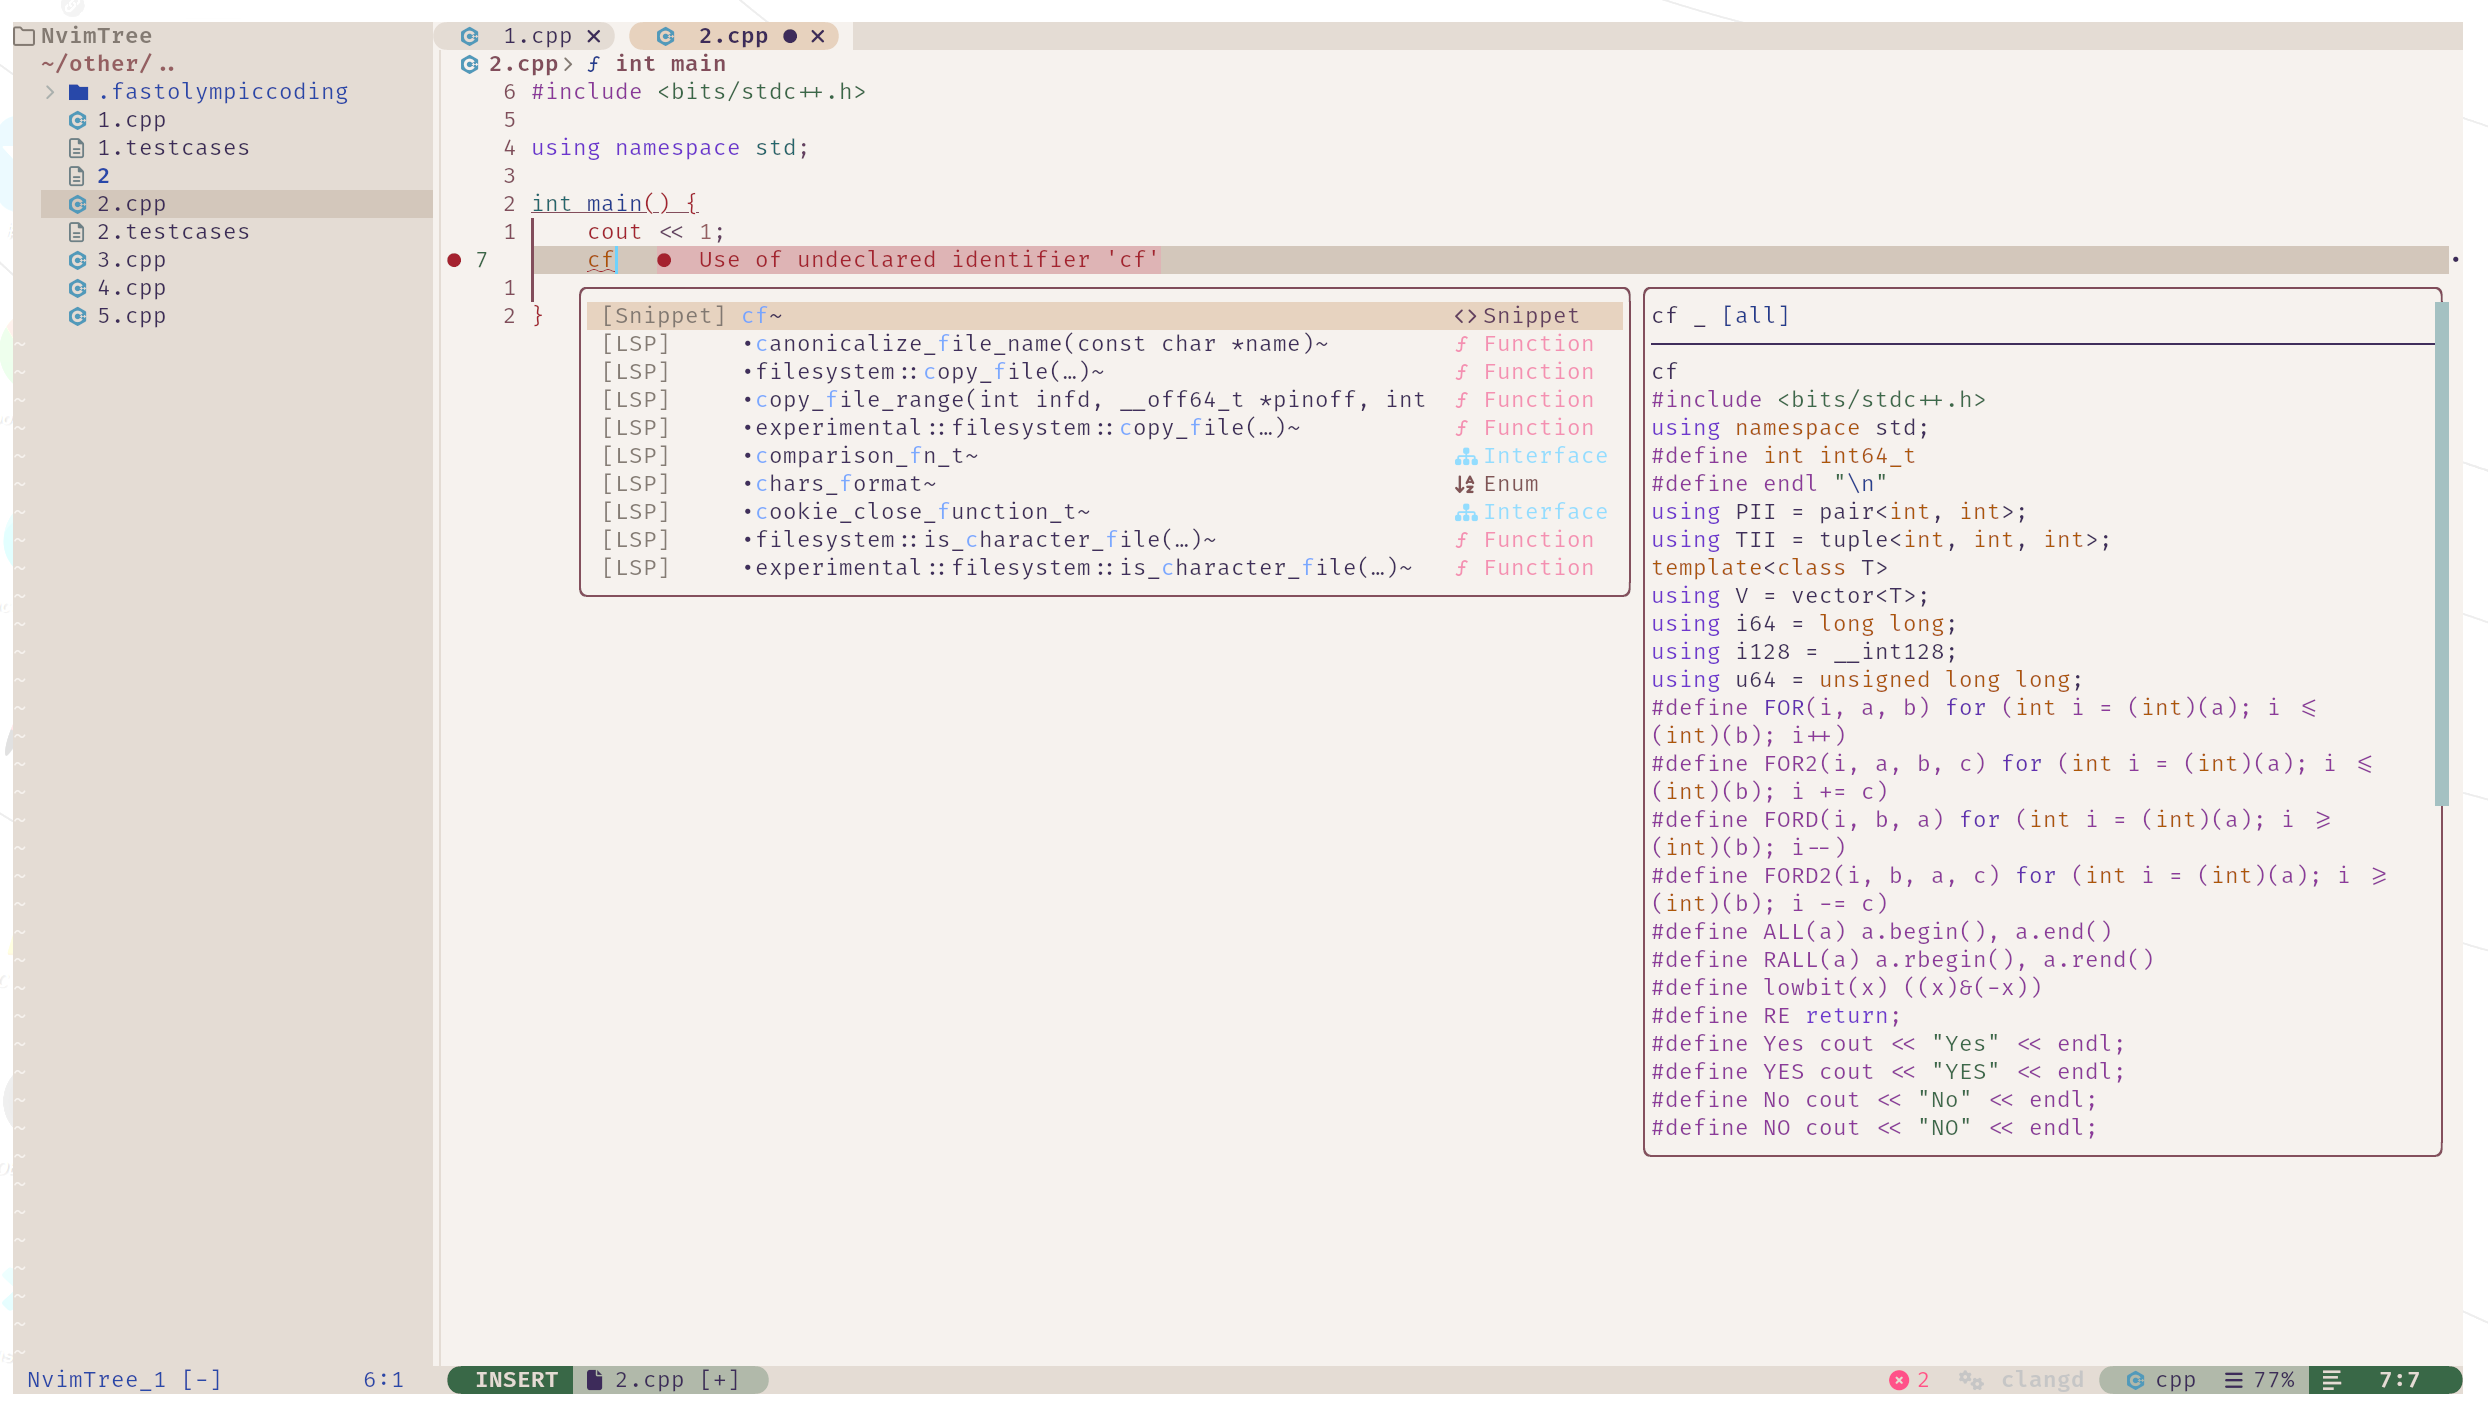 NvimTree
~/other/..
.fastolympiccoding
1.cpp
1.testcases
2
2.cpp
2.testcases
3.cpp
4.cpp
5.cpp
1.cpp ✕ 2.cpp ● ✕
2.cpp > ƒ int main
6 #include <bits/stdc++.h>
5
4 using namespace std;
3
2 int main() {
1 cout << 1;
● 7 cf ● Use of undeclared identifier 'cf'
1
2 }
[Snippet] cf~ <> Snippet
[LSP] •canonicalize_file_name(const char *name)~ ƒ Function
[LSP] •filesystem::copy_file(…)~ ƒ Function
[LSP] •copy_file_range(int infd, __off64_t *pinoff, int ƒ Function
[LSP] •experimental::filesystem::copy_file(…)~ ƒ Function
[LSP] •comparison_fn_t~ Interface
[LSP] •chars_format~ Enum
[LSP] •cookie_close_function_t~ Interface
[LSP] •filesystem::is_character_file(…)~ ƒ Function
[LSP] •experimental::filesystem::is_character_file(…)~ ƒ Function
cf _ [all]
cf
#include <bits/stdc++.h>
using namespace std;
#define int int64_t
#define endl "\n"
using PII = pair<int, int>;
using TII = tuple<int, int, int>;
template<class T>
using V = vector<T>;
using i64 = long long;
using i128 = __int128;
using u64 = unsigned long long;
#define FOR(i, a, b) for (int i = (int)(a); i <=
(int)(b); i++)
#define FOR2(i, a, b, c) for (int i = (int)(a); i <=
(int)(b); i += c)
#define FORD(i, b, a) for (int i = (int)(a); i >=
(int)(b); i--)
#define FORD2(i, b, a, c) for (int i = (int)(a); i >=
(int)(b); i -= c)
#define ALL(a) a.begin(), a.end()
#define RALL(a) a.rbegin(), a.rend()
#define lowbit(x) ((x)&(-x))
#define RE return;
#define Yes cout << "Yes" << endl;
#define YES cout << "YES" << endl;
#define No cout << "No" << endl;
#define NO cout << "NO" << endl;
NvimTree_1 [-] 6:1
INSERT 2.cpp [+] 2 clangd cpp 77% 7:7